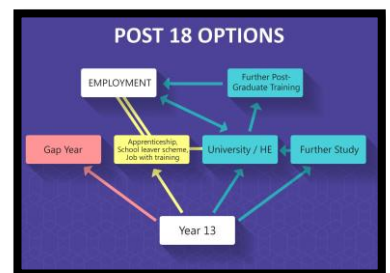 POST 18 OPTIONS
EMPLOYMENT
Further Post-
Graduate Training
Gap Year
Apprenticeship,
School leaver scheme,
Job with training
University / HE
Further Study
Year 13